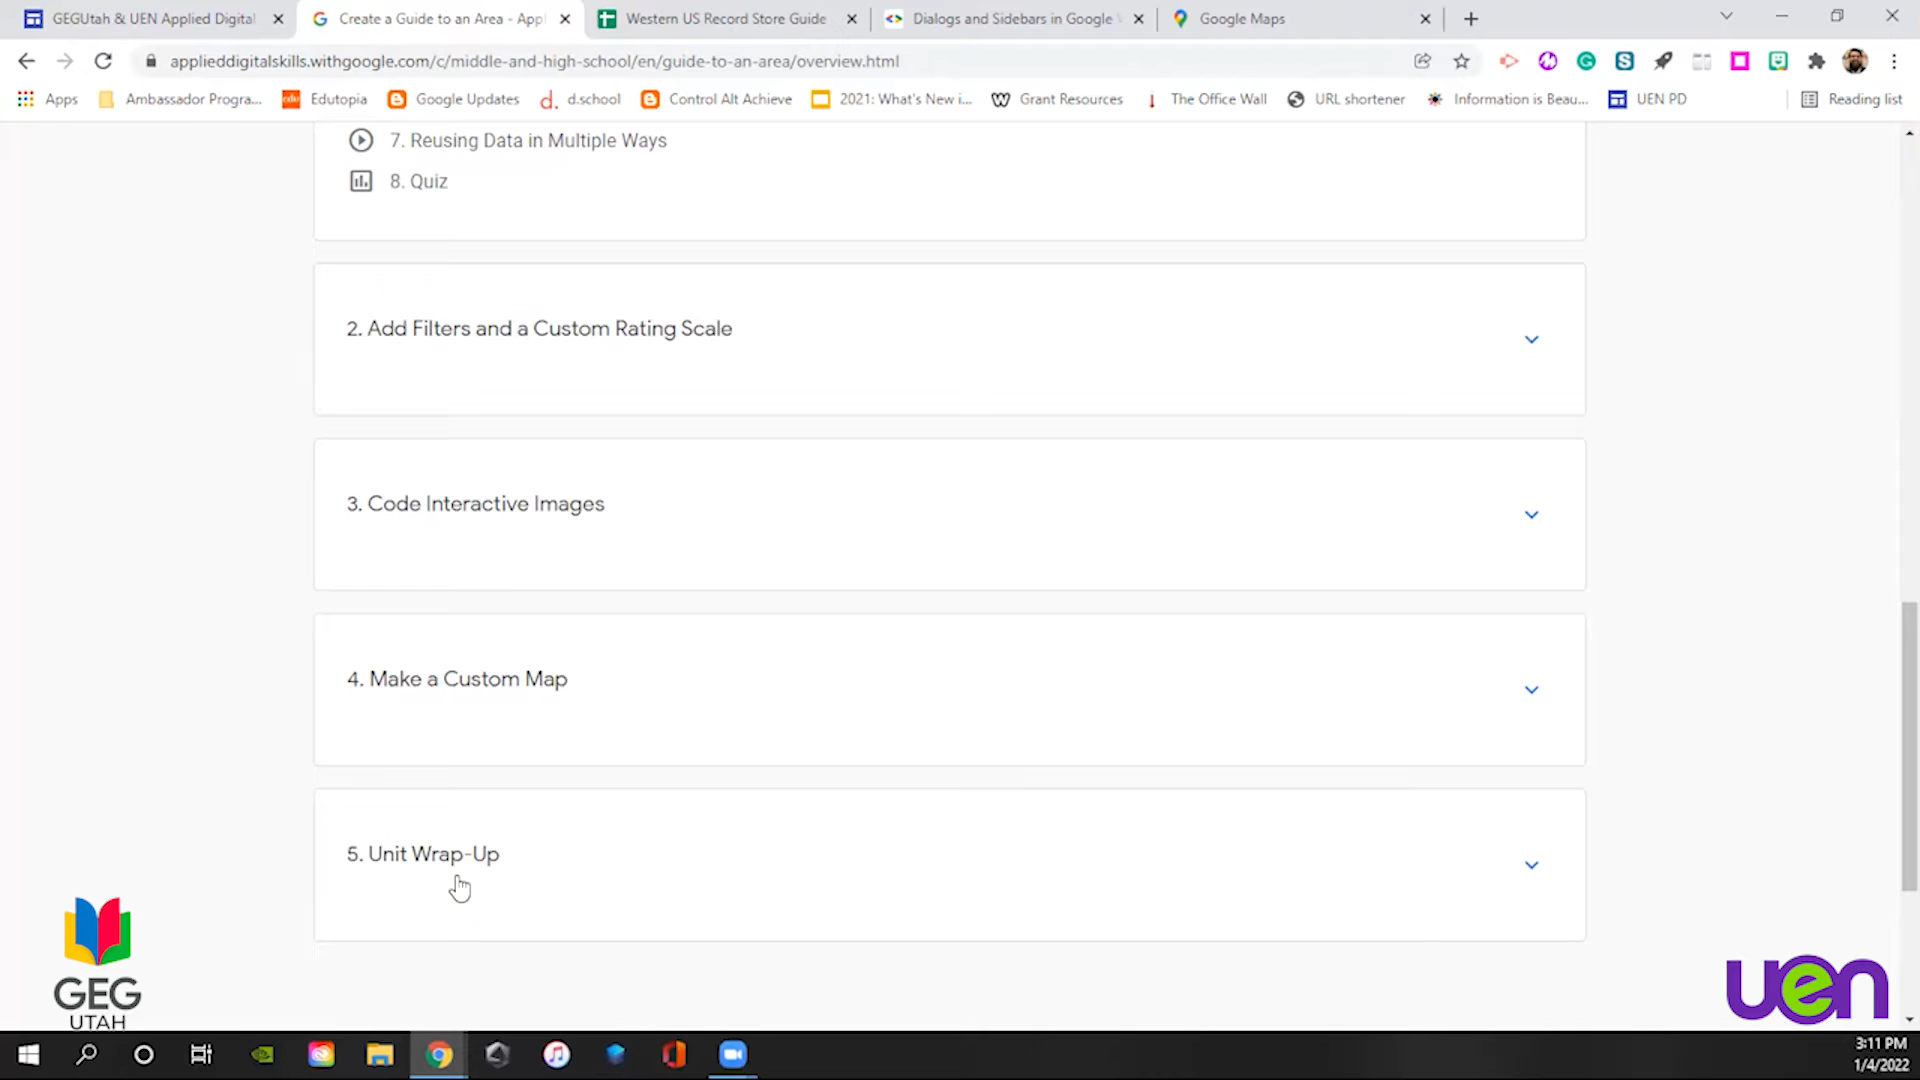 GEGUtah & UEN Applied Digital
Create a Guide to an Area - Appl
Western US Record Store Guide
Dialogs and Sidebars in Google
Google Maps
applieddigitalskills.withgoogle.com/c/middle-and-high-school/en/guide-to-an-area/overview.html
Apps
Ambassador Progra...
Edutopia
Google Updates
d.school
Control Alt Achieve
2021: What's New i...
Grant Resources
The Office Wall
URL shortener
Information is Beau...
UEN PD
Reading list
7. Reusing Data in Multiple Ways
8. Quiz
2. Add Filters and a Custom Rating Scale
3. Code Interactive Images
4. Make a Custom Map
5. Unit Wrap-Up
GEG
UTAH
uen
3:11 PM
1/4/2022